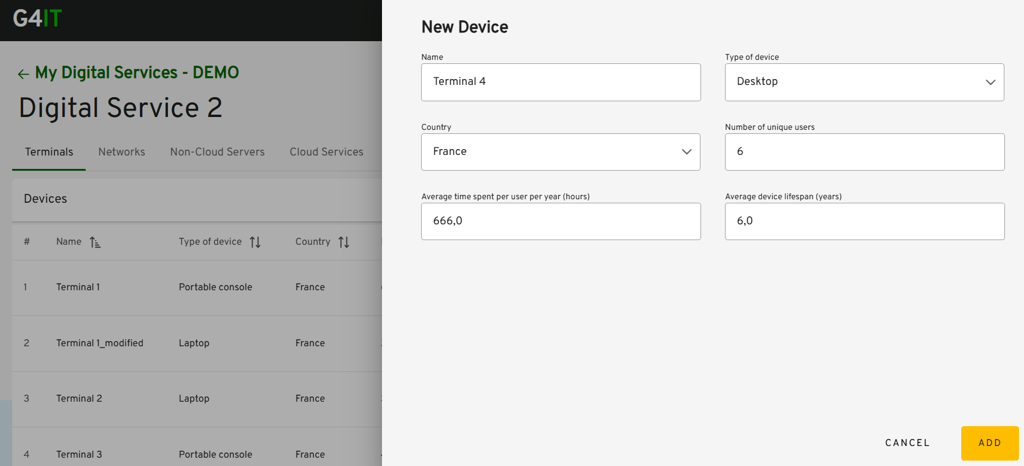 G4IT
← My Digital Services - DEMO
Digital Service 2
Terminals Networks Non-Cloud Servers Cloud Services
Devices
# Name Type of device Country
1 Terminal 1 Portable console France
2 Terminal 1_modified Laptop France
3 Terminal 2 Laptop France
4 Terminal 3 Portable console France
New Device
Name Type of device
Terminal 4 Desktop
Country Number of unique users
France 6
Average time spent per user per year (hours) Average device lifespan (years)
666,0 6,0
CANCEL ADD